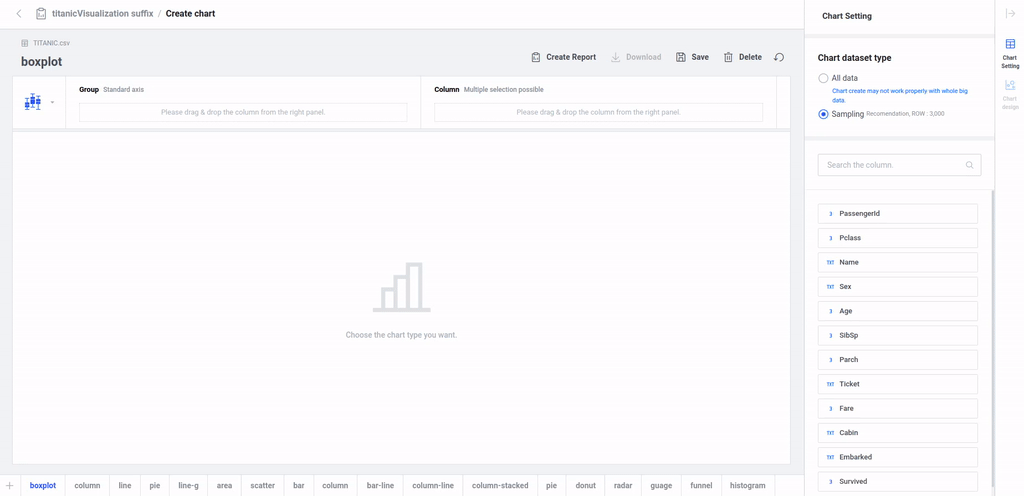 titanicVisualization suffix / Create chart
TITANIC.csv
boxplot
Create Report
Download
Save
Delete
Group Standard axis
Please drag & drop the column from the right panel.
Column Multiple selection possible
Please drag & drop the column from the right panel.
Choose the chart type you want.
boxplot
column
line
pie
line-g
area
scatter
bar
column
bar-line
column-line
column-stacked
pie
donut
radar
guage
funnel
histogram
Chart Setting
Chart dataset type
All data
Chart create may not work properly with whole big
data.
Sampling Recomendation, ROW : 3,000
Search the column.
3 PassengerId
3 Pclass
TXT Name
TXT Sex
3 Age
3 SibSp
3 Parch
TXT Ticket
3 Fare
TXT Cabin
TXT Embarked
3 Survived
Chart
Setting
Chart
design